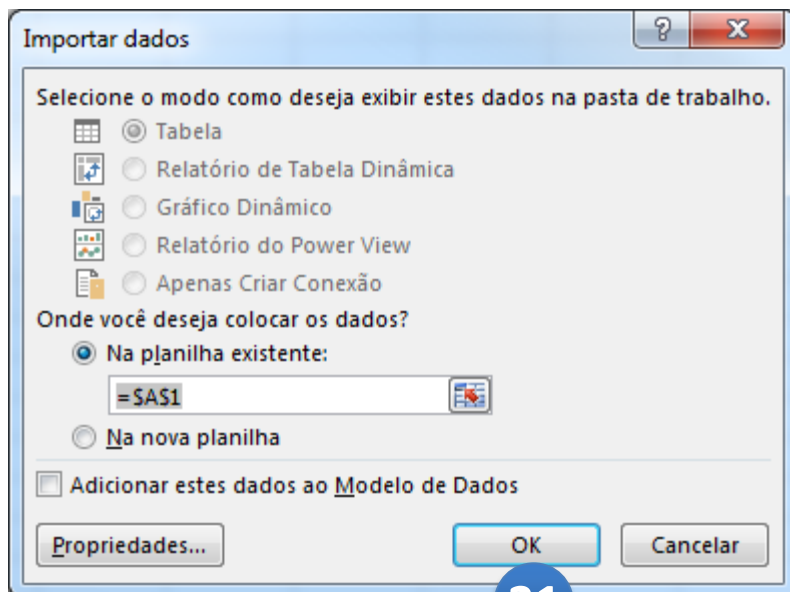 Importar dados
?
Selecione o modo como deseja exibir estes dados na pasta de trabalho.
Tabela
Relatório de Tabela Dinâmica
Gráfico Dinâmico
Relatório do Power View
Apenas Criar Conexão
Onde você deseja colocar os dados?
Na planilha existente:
=$A$1
Na nova planilha
Adicionar estes dados ao Modelo de Dados
Propriedades...
OK
Cancelar